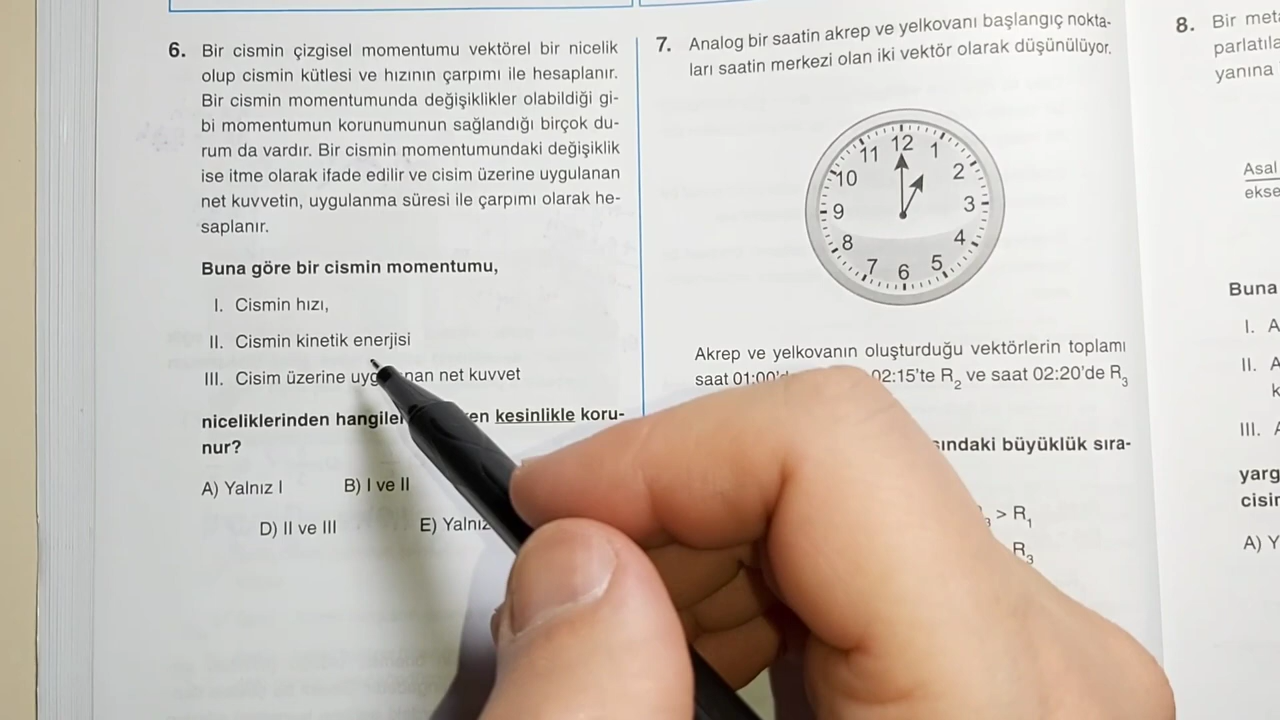 6. Bir cismin çizgisel momentumu vektörel bir nicelik
olup cismin kütlesi ve hızının çarpımı ile hesaplanır.
Bir cismin momentumunda değişiklikler olabildiği gi-
bi momentumun korunumunun sağlandığı birçok du-
rum da vardır. Bir cismin momentumundaki değişiklik
ise itme olarak ifade edilir ve cisim üzerine uygulanan
net kuvvetin, uygulanma süresi ile çarpımı olarak he-
saplanır.
Buna göre bir cismin momentumu,
I. Cismin hızı,
II. Cismin kinetik enerjisi
III. Cisim üzerine net kuvvet
niceliklerinden kesinlikle koru-
nur?
A) Yalnız I B) I ve II
D) II ve III E) Yalnız
7. Analog bir saatin akrep ve yelkovanı başlangıç nokta-
ları saatin merkezi olan iki vektör olarak düşünülüyor.
12
11 1
10 2
9 3
8 4
7 6 5
Akrep ve yelkovanın oluşturduğu vektörlerin toplamı
saat 01:00' 02:15'te R2 ve saat 02:20'de R3
büyüklük sıra-
> R1
R3
8. Bir
parlatıla
yanına
Asal
ekse
Buna
I. A
II. A
k
III. A
yarg
cisir
A) Y